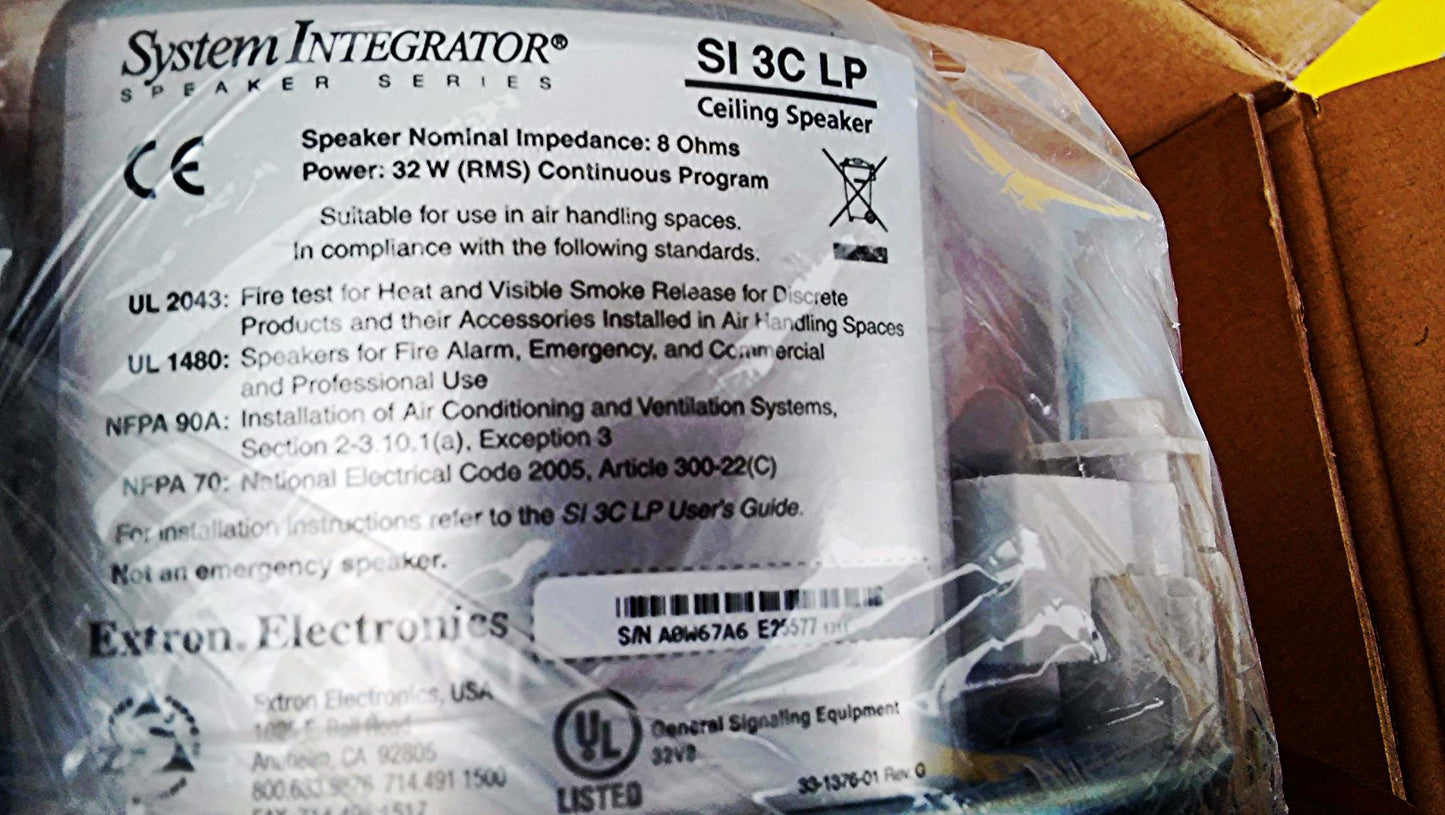 System INTEGRATOR®
SPEAKER SERIES
SI 3C LP
Ceiling Speaker
CE
Speaker Nominal Impedance: 8 Ohms
Power: 32 W (RMS) Continuous Program
Suitable for use in air handling spaces.
In compliance with the following standards.
UL 2043: Fire test for Heat and Visible Smoke Release for Discrete
Products and their Accessories Installed in Air Handling Spaces
UL 1480: Speakers for Fire Alarm, Emergency, and Commercial
and Professional Use
NFPA 90A: Installation of Air Conditioning and Ventilation Systems,
Section 2-3.10.1(a), Exception 3
NFPA 70: National Electrical Code 2005, Article 300-22(C)
For installation instructions refer to the SI 3C LP User's Guide.
Not an emergency speaker.
Extron. Electronics
S/N A0W67A6
Extron Electronics, USA
Anaheim, CA 92805
714.491 1500
UL
LISTED
General Signaling Equipment
32V8
33-1376-01 Rev. G